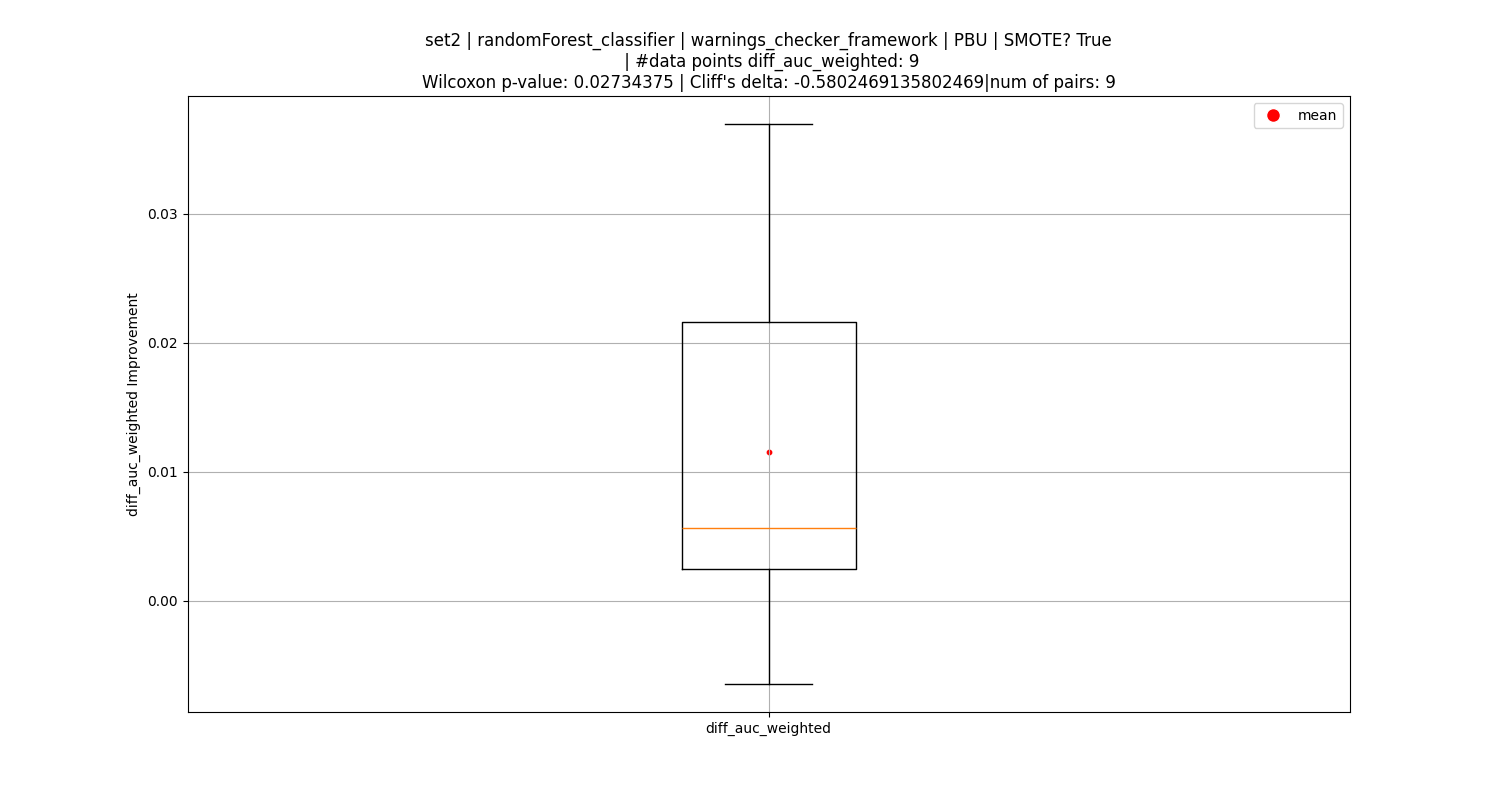 set2 | randomForest_classifier | warnings_checker_framework | PBU | SMOTE? True
| #data points diff_auc_weighted: 9
Wilcoxon p-value: 0.02734375 | Cliff's delta: -0.5802469135802469|num of pairs: 9
mean
0.03
0.02
0.01
0.00
diff_auc_weighted Improvement
diff_auc_weighted